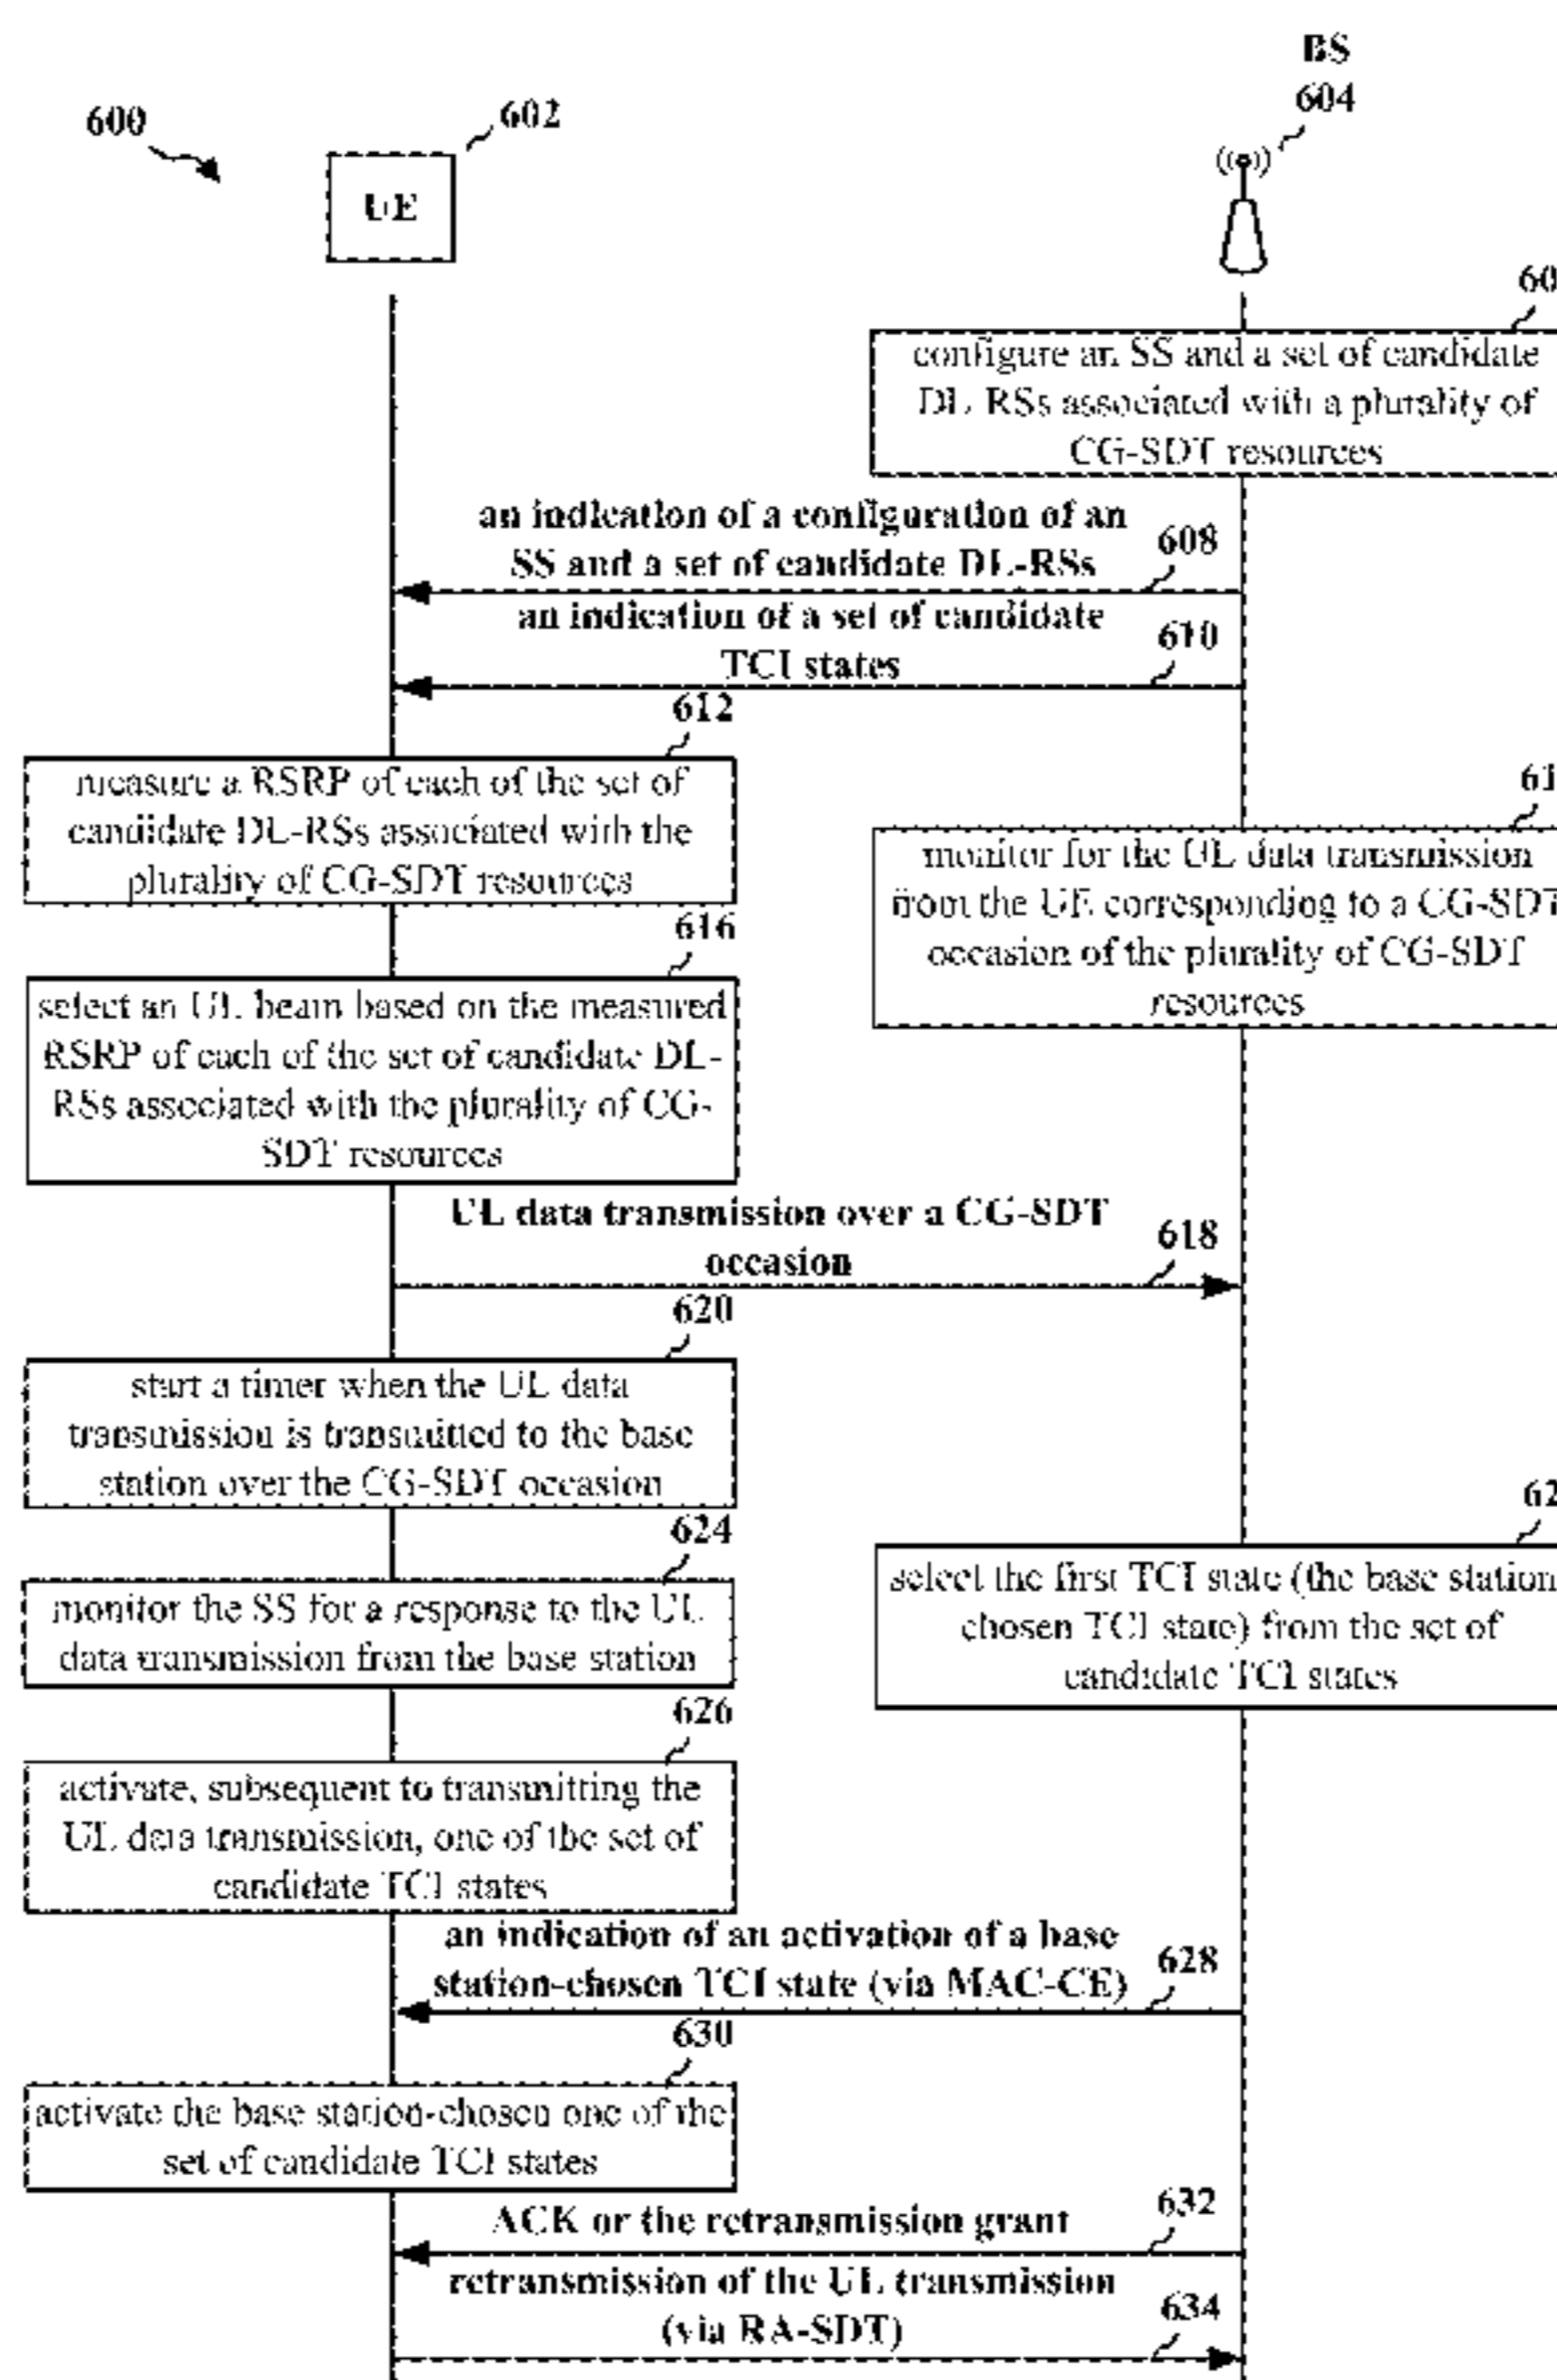 BS
600
602
604
UE
60
configure an SS and a set of candidate
DL-RSs associated with a plurality of
CG-SDT resources
an indication of a configuration of an
SS and a set of candidate DL-RSs
608
an indication of a set of candidate
TCI states
610
612
measure a RSRP of each of the set of
candidate DL-RSs associated with the
plurality of CG-SDT resources
61
monitor for the UL data transmission
from the UE corresponding to a CG-SDT
occasion of the plurality of CG-SDT
resources
616
select an UL beam based on the measured
RSRP of each of the set of candidate DL-
RSs associated with the plurality of CG-
SDT resources
UL data transmission over a CG-SDT
occasion
618
620
start a timer when the UL data
transmission is transmitted to the base
station over the CG-SDT occasion
62
select the first TCI state (the base station
chosen TCI state) from the set of
candidate TCI states
624
monitor the SS for a response to the UL
data transmission from the base station
626
activate, subsequent to transmitting the
UL data transmission, one of the set of
candidate TCI states
an indication of an activation of a base
station-chosen TCI state (via MAC-CE)
628
630
activate the base station-chosen one of the
set of candidate TCI states
ACK or the retransmission grant
632
retransmission of the UL transmission
(via RA-SDT)
634